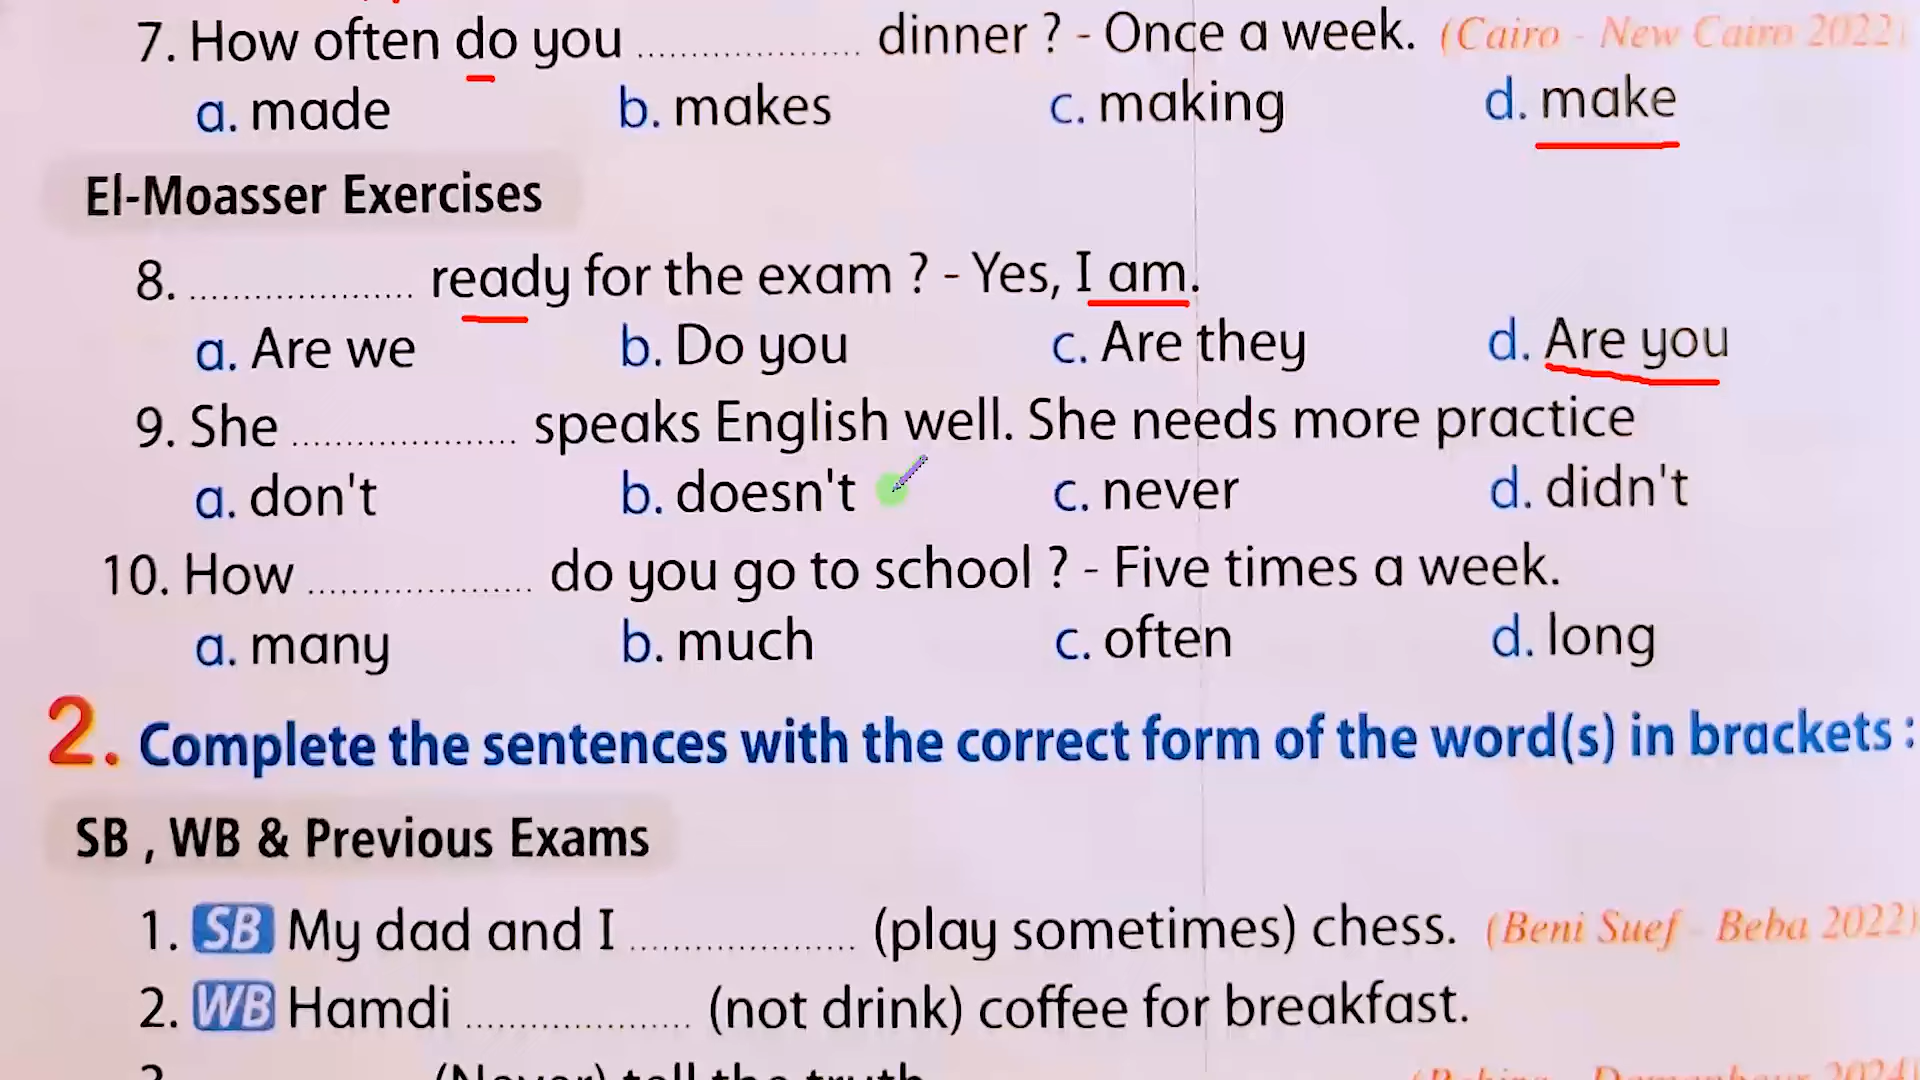 7. How often do you .................... dinner ? - Once a week. (Cairo - New Cairo 2022)
a. made b. makes c. making d. make
El-Moasser Exercises
8. .................... ready for the exam ? - Yes, I am.
a. Are we b. Do you c. Are they d. Are you
9. She .................... speaks English well. She needs more practice
a. don't b. doesn't c. never d. didn't
10. How .................... do you go to school ? - Five times a week.
a. many b. much c. often d. long
2. Complete the sentences with the correct form of the word(s) in brackets :
SB , WB & Previous Exams
1. SB My dad and I .................... (play sometimes) chess. (Beni Suef - Beba 2022)
2. WB Hamdi .................... (not drink) coffee for breakfast.
(Never) tell the truth